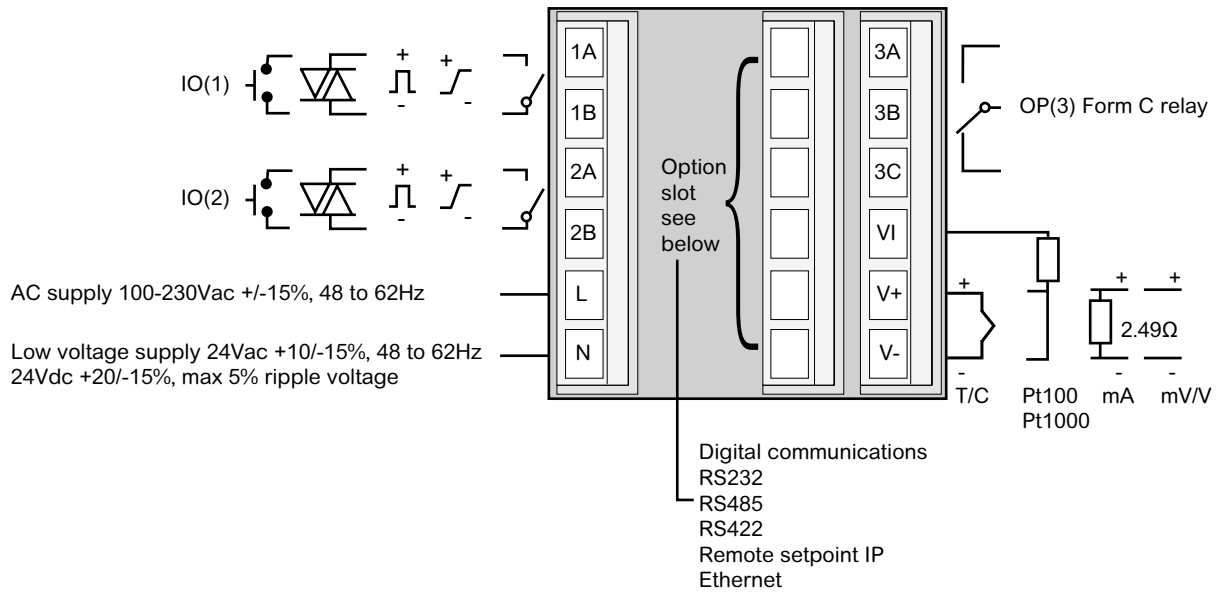 IO(1)
+
-
+
-
1A
1B
2A
2B
L
N
IO(2)
+
-
+
-
AC supply 100-230Vac +/-15%, 48 to 62Hz
Low voltage supply 24Vac +10/-15%, 48 to 62Hz
24Vdc +20/-15%, max 5% ripple voltage
Option
slot
see
below
3A
3B
3C
VI
V+
V-
OP(3) Form C relay
+
-
T/C
Pt100
Pt1000
+
2.49Ω
-
mA
+
-
mV/V
Digital communications
RS232
RS485
RS422
Remote setpoint IP
Ethernet